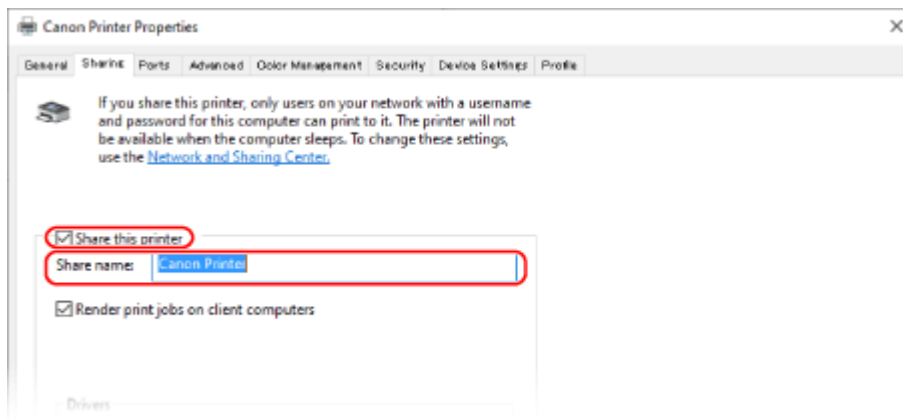 Canon Printer Properties
General Sharing Ports Advanced Color Management Security Device Settings Profile
If you share this printer, only users on your network with a username
and password for this computer can print to it. The printer will not
be available when the computer sleeps. To change these settings,
use the Network and Sharing Center.
Share this printer
Share name: Canon Printer
Render print jobs on client computers
Drivers